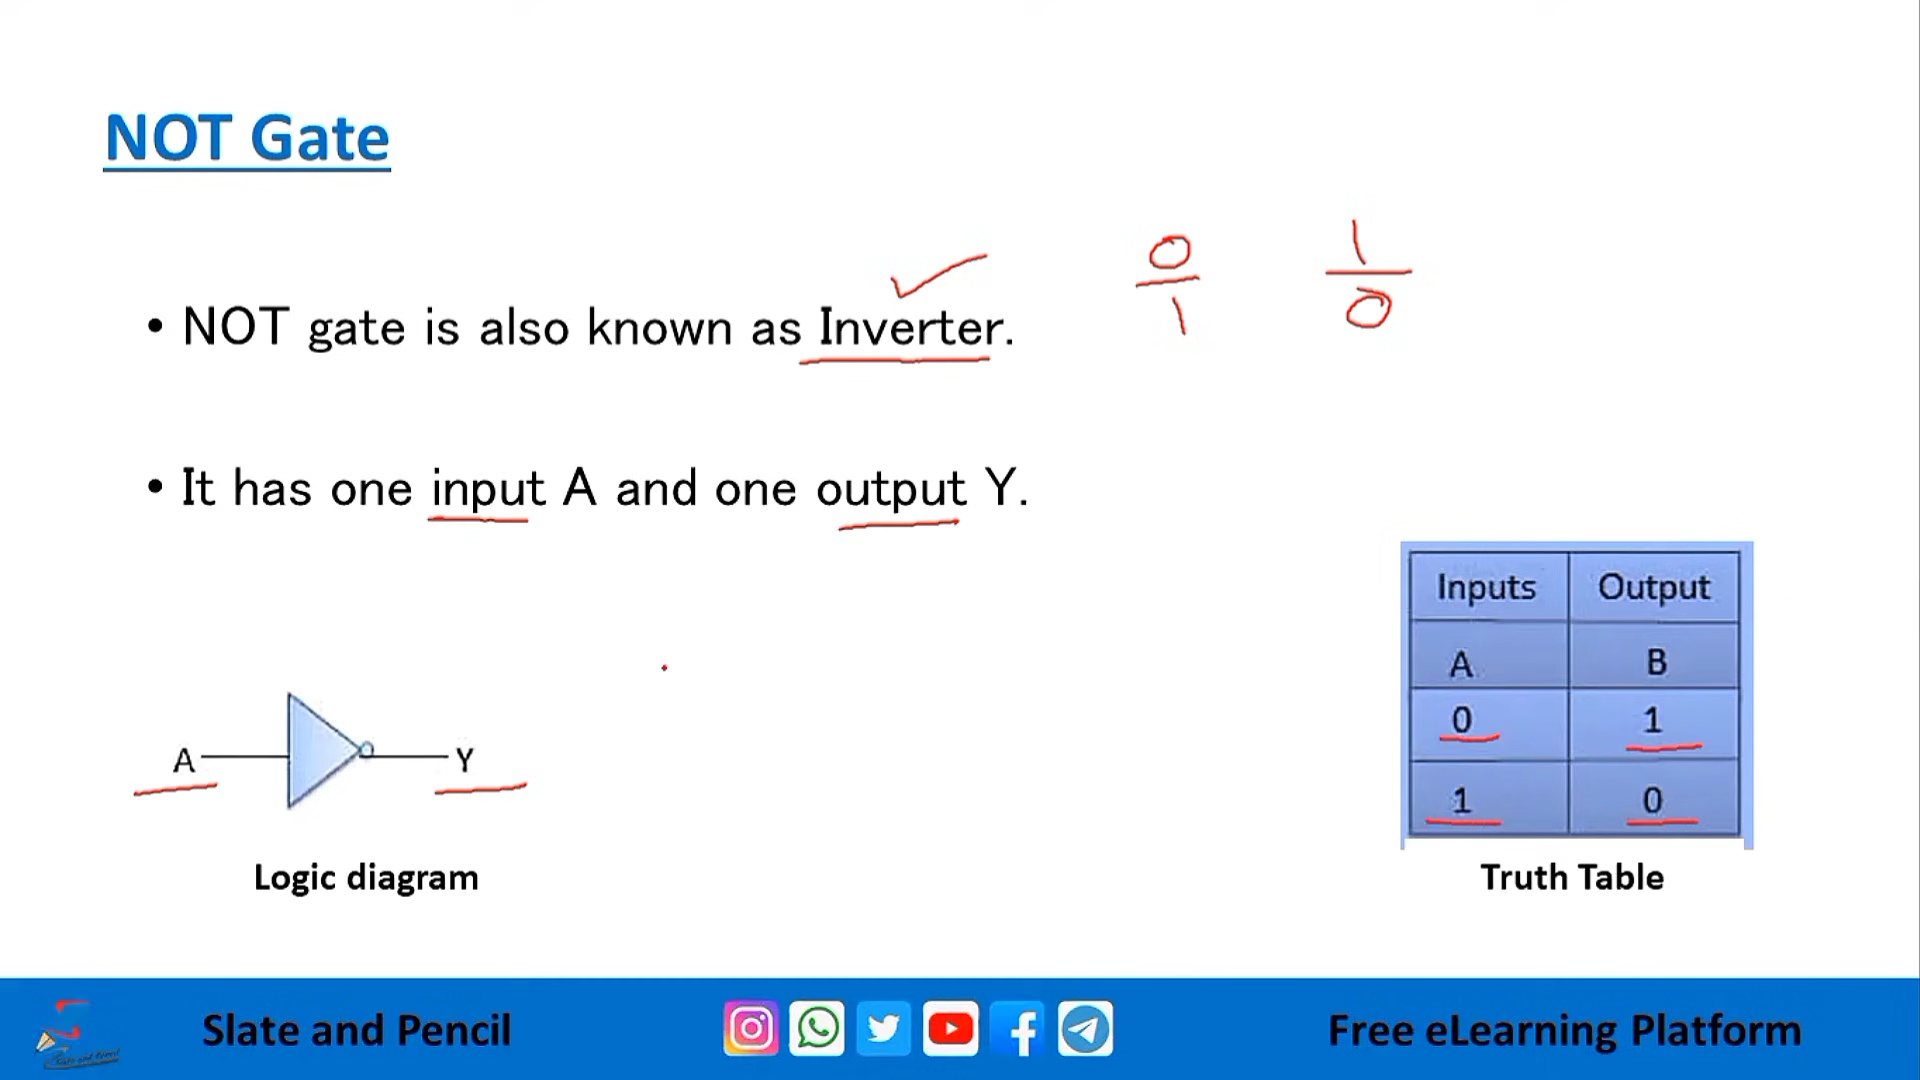 NOT Gate
0 1
1 0
• NOT gate is also known as Inverter.
• It has one input A and one output Y.
Inputs Output
A B
0 1
1 0
A Y
Logic diagram
Truth Table
Slate and Pencil
Free eLearning Platform